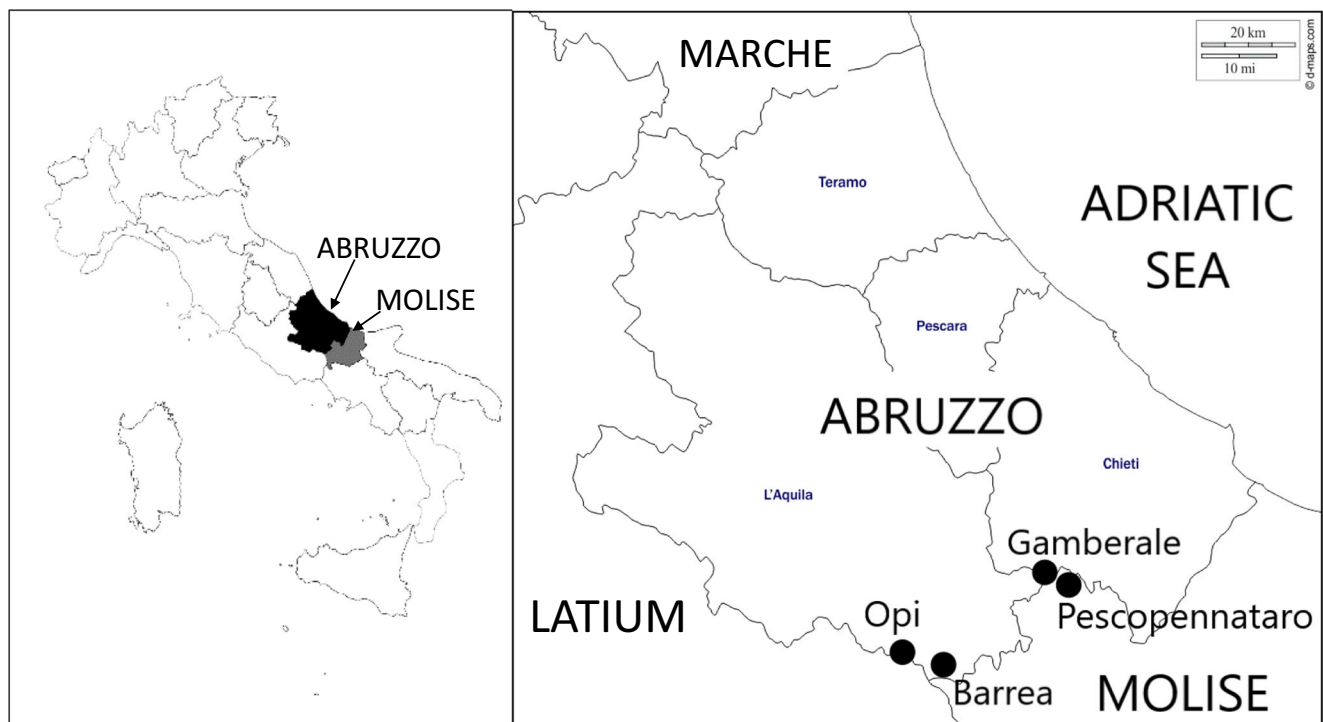 ABRUZZO
MOLISE
MARCHE
20 km
10 mi
© d-maps.com
Teramo
ADRIATIC
SEA
Pescara
ABRUZZO
Chieti
L'Aquila
Gamberale
Pescopennataro
LATIUM
Opi
Barrea
MOLISE